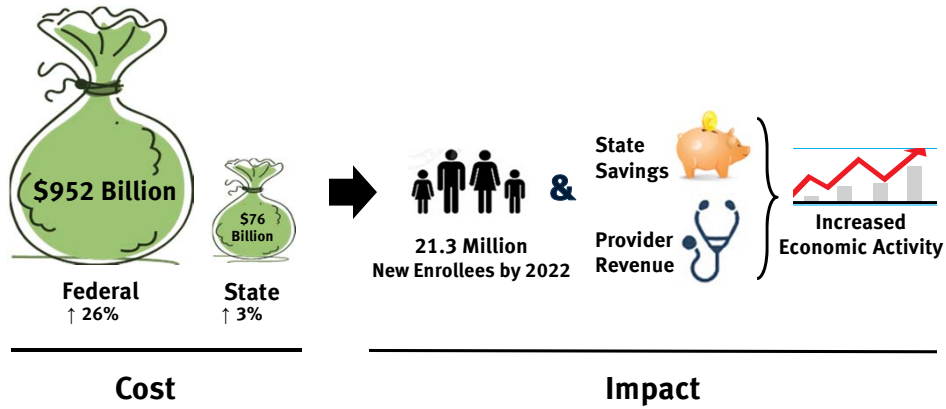 $952 Billion
$76
Billion
Federal
↑ 26%
State
↑ 3%
21.3 Million
New Enrollees by 2022
&
State
Savings
Provider
Revenue
Increased
Economic Activity
Cost
Impact